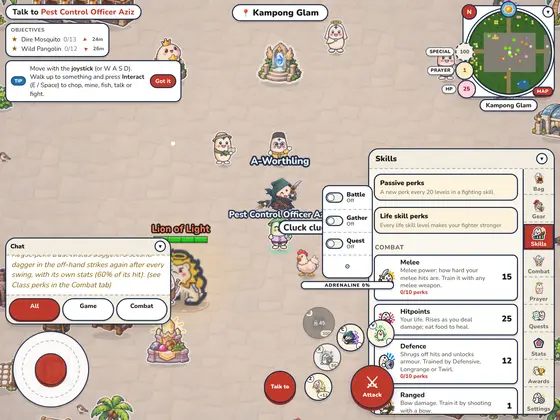 Talk to Pest Control Officer Aziz
OBJECTIVES
Dire Mosquito 0/13 24m
Wild Pangolin 0/12 26m
TIP
Move with the joystick (or W A S D).
Walk up to something and press Interact
(E / Space) to chop, mine, fish, talk or
fight.
Got it
Kampong Glam
N
SPECIAL 100
PRAYER 1
HP 25
MAP
Kampong Glam
A-Worthling
Pest Control Officer A
Cluck clu
Lion of Light
Battle
Off
Gather
Off
Quest
Off
ADRENALINE 0%
Chat
dagger in the off-hand strikes again after every
swing, with its own stats (60% of its hit). (see
Class perks in the Combat tab)
All
Game
Combat
Talk to
Attack
Skills
Passive perks
A new perk every 20 levels in a fighting skill.
Life skill perks
Every life skill makes your fighter stronger
COMBAT
Melee
Melee power: how hard your
melee hits are. Train it with any
melee weapon.
0/10 perks
15
Hitpoints
Your life. Rises as you deal
damage; eat food to heal.
25
Defence
Shrugs off hits and unlocks
armour. Trained by Defensive,
Longrange or Twirl.
0/10 perks
12
Ranged
Bow damage. Train it by shooting
with a bow.
1
Bag
Gear
Skills
Combat
Prayer
Quests
Stats
Awards
Settings